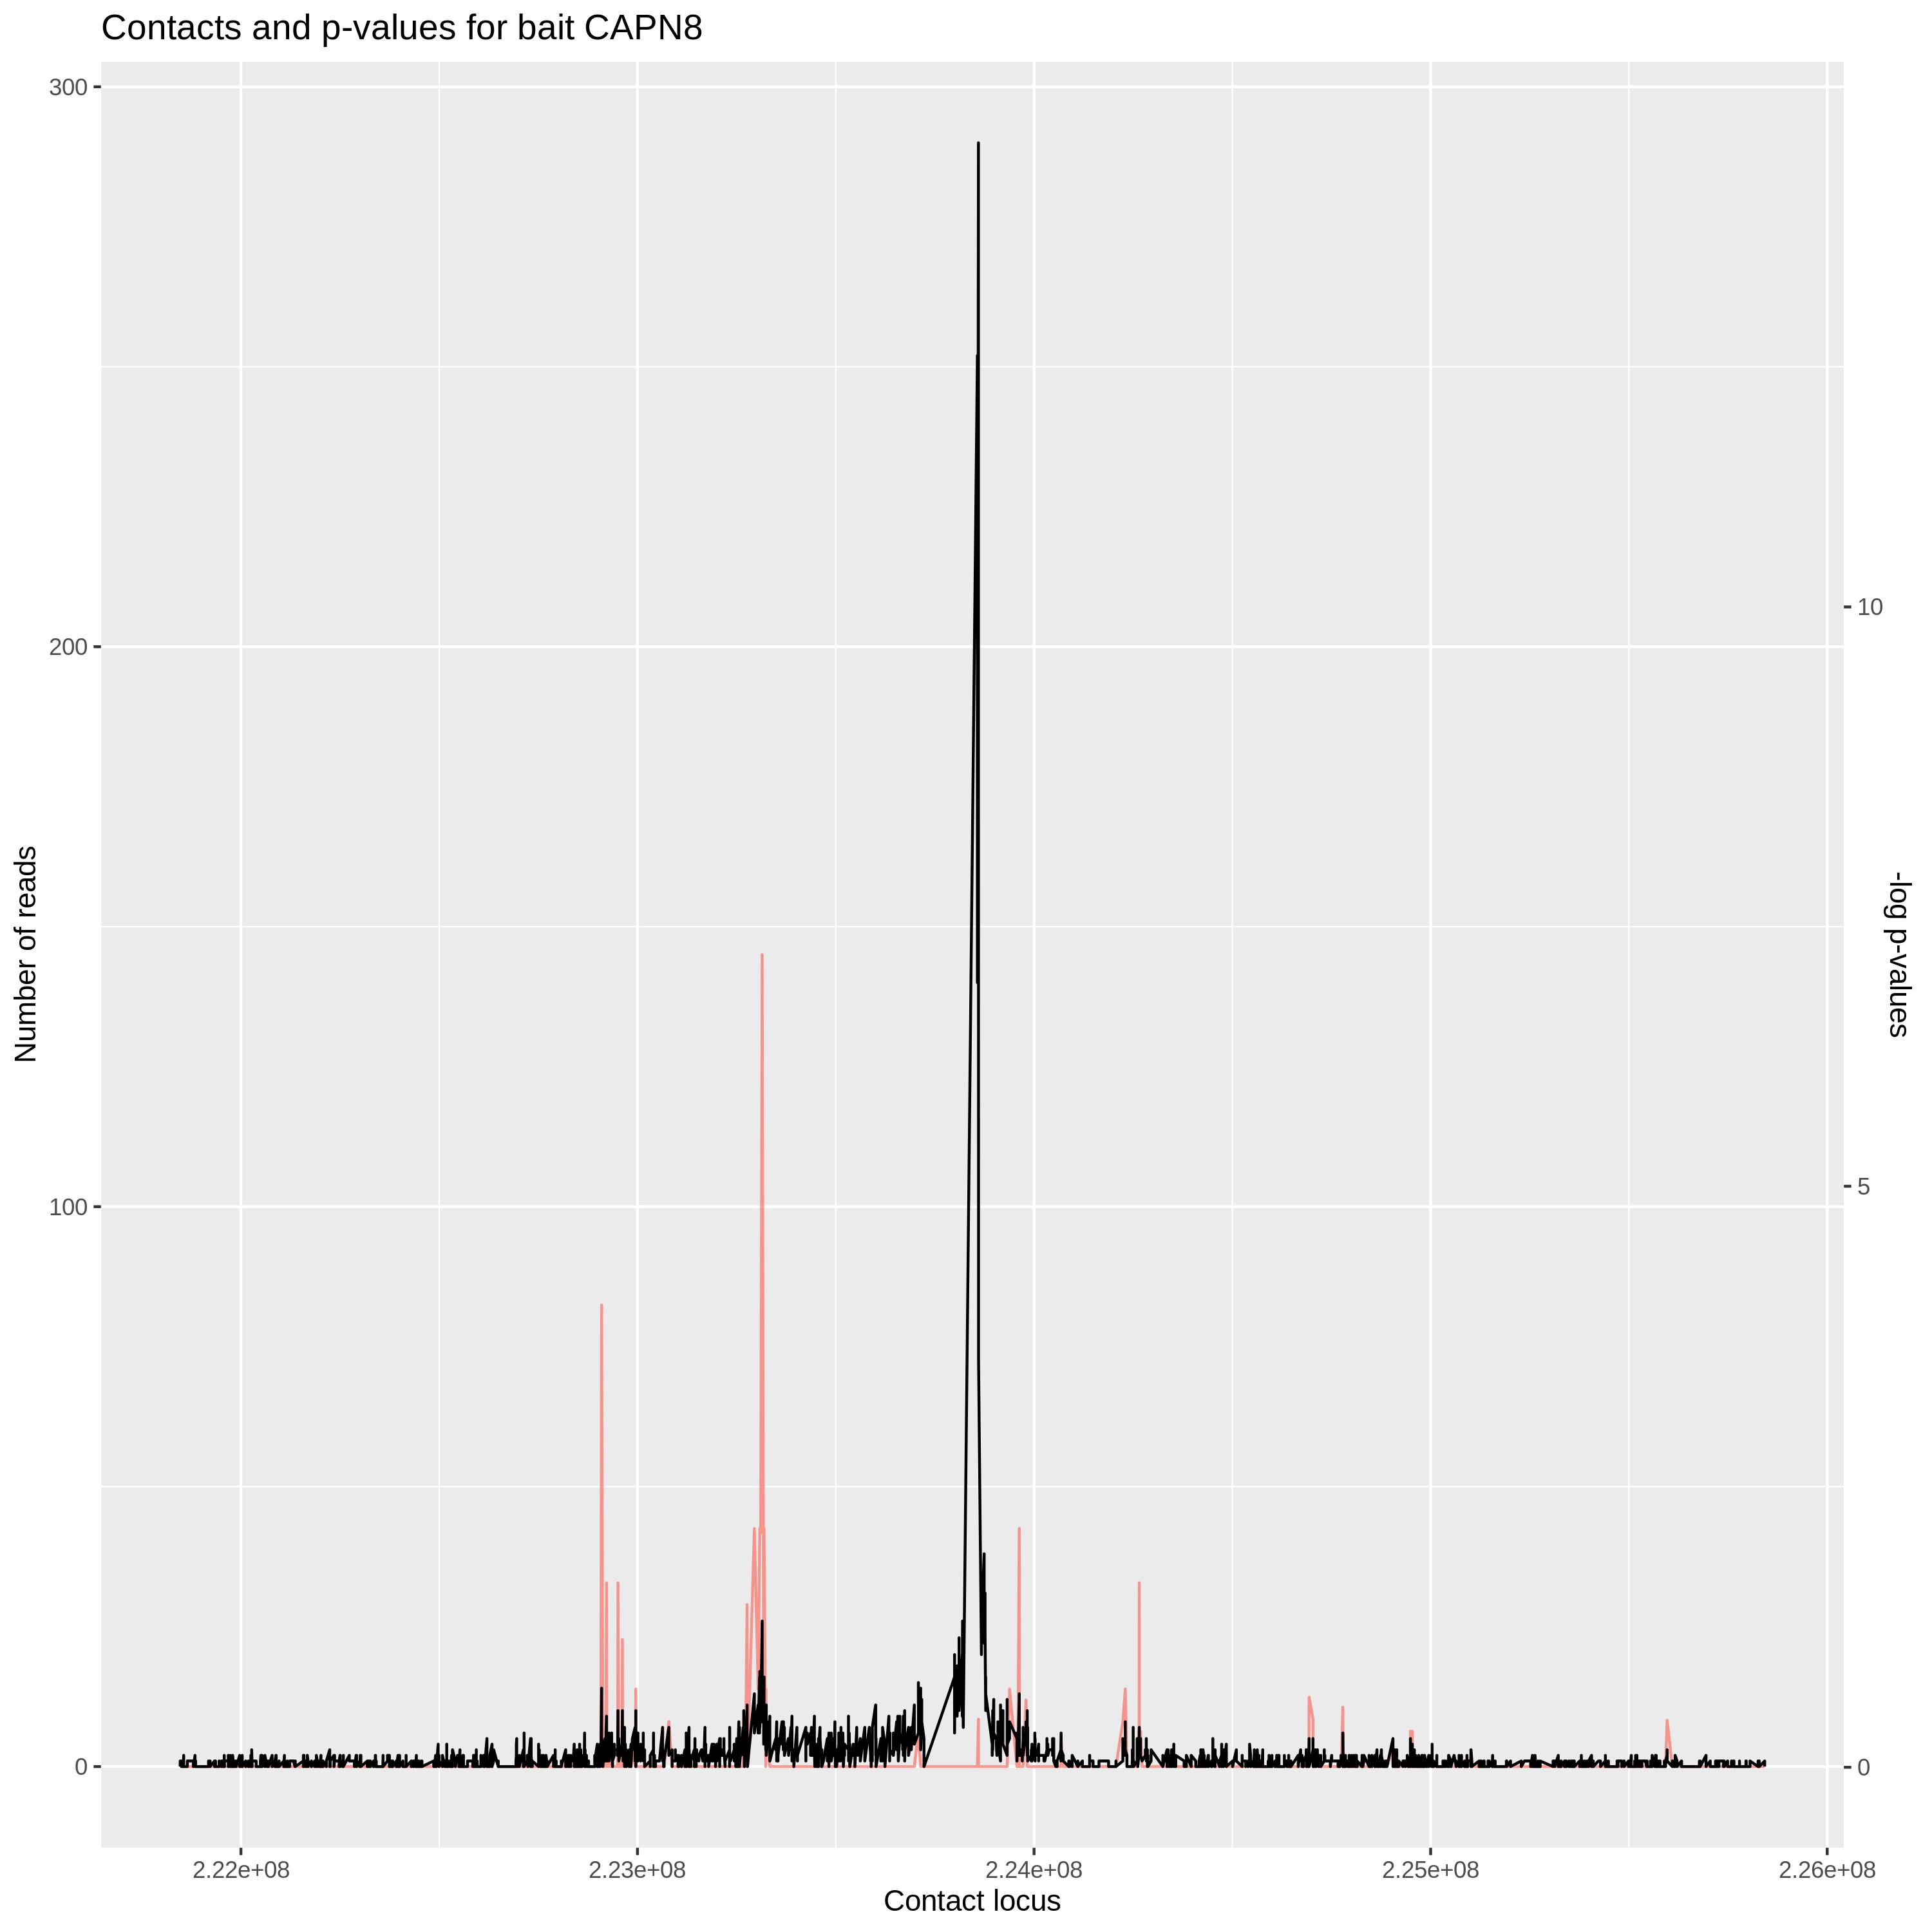 Contacts and p-values for bait CAPN8
300
200
100
0
Number of reads
10
5
0
-log p-values
2.22e+08
2.23e+08
2.24e+08
2.25e+08
2.26e+08
Contact locus